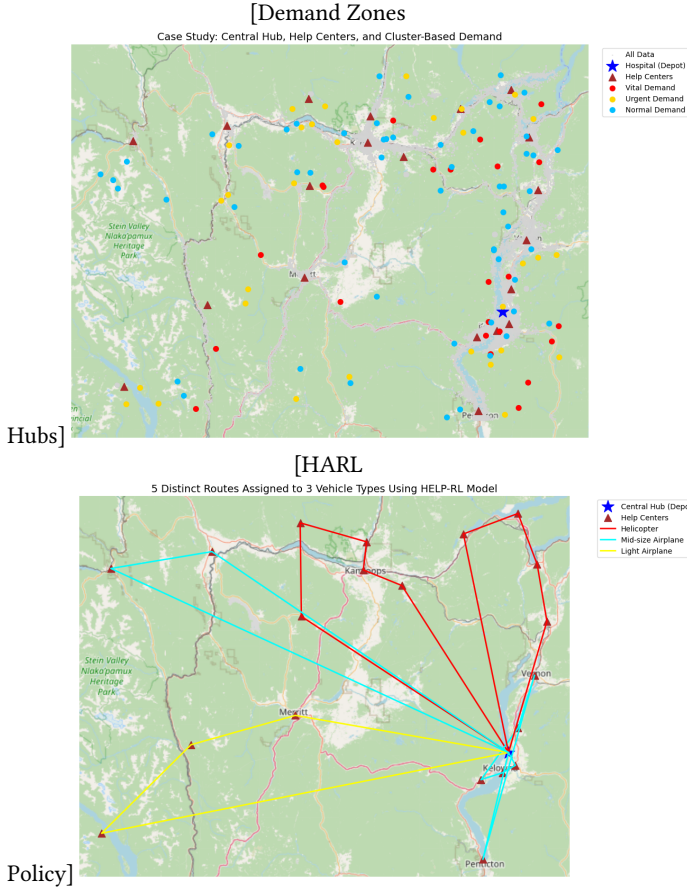 [Demand Zones
Case Study: Central Hub, Help Centers, and Cluster-Based Demand
All Data
Hospital (Depot)
Help Centers
Vital Demand
Urgent Demand
Normal Demand
Stein Valley
Nlaka'pamux
Heritage
Park
Hubs]
[HARL
5 Distinct Routes Assigned to 3 Vehicle Types Using HELP-RL Model
Central Hub (Depo
Help Centers
Helicopter
Mid-size Airplane
Light Airplane
Kamloops
Stein Valley
Nlaka'pamux
Heritage
Park
Vernon
Merritt
Penticton
Policy]